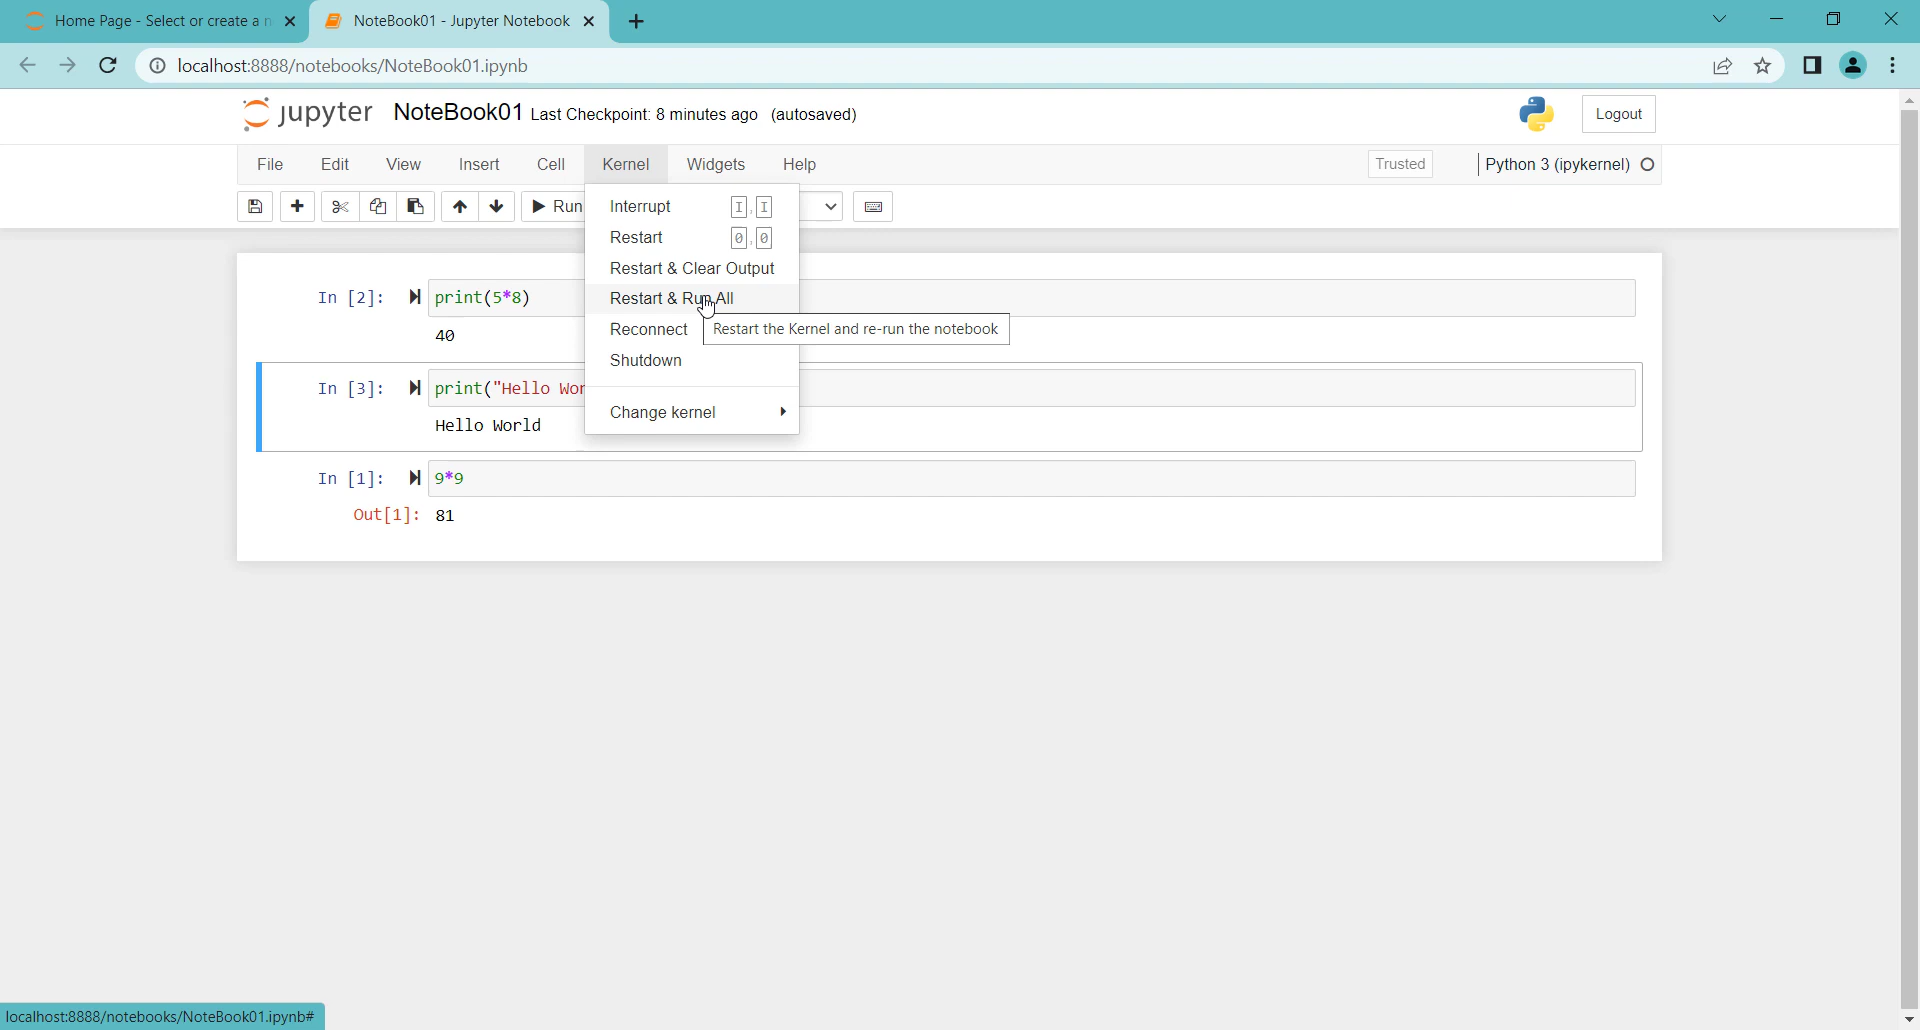 Home Page - Select or create a n
NoteBook01 - Jupyter Notebook
localhost:8888/notebooks/NoteBook01.ipynb
jupyter NoteBook01 Last Checkpoint: 8 minutes ago (autosaved)
Logout
File Edit View Insert Cell Kernel Widgets Help
Trusted
Python 3 (ipykernel)
Run
Interrupt I,I
Restart 0,0
Restart & Clear Output
Restart & Run All
Reconnect
Restart the Kernel and re-run the notebook
Shutdown
Change kernel
In [2]: print(5*8)
40
In [3]: print("Hello Wor
Hello World
In [1]: 9*9
Out[1]: 81
localhost:8888/notebooks/NoteBook01.ipynb#